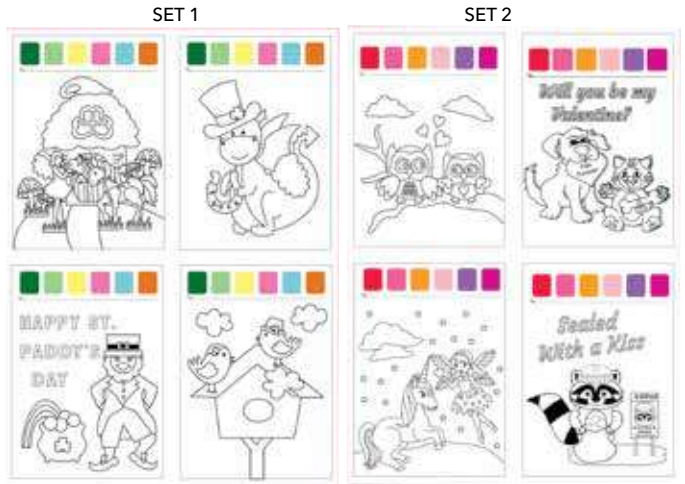 SET 1
SET 2
Will you be my
Valentine?
HAPPY ST.
PADDY'S
DAY
Sealed
With a Kiss